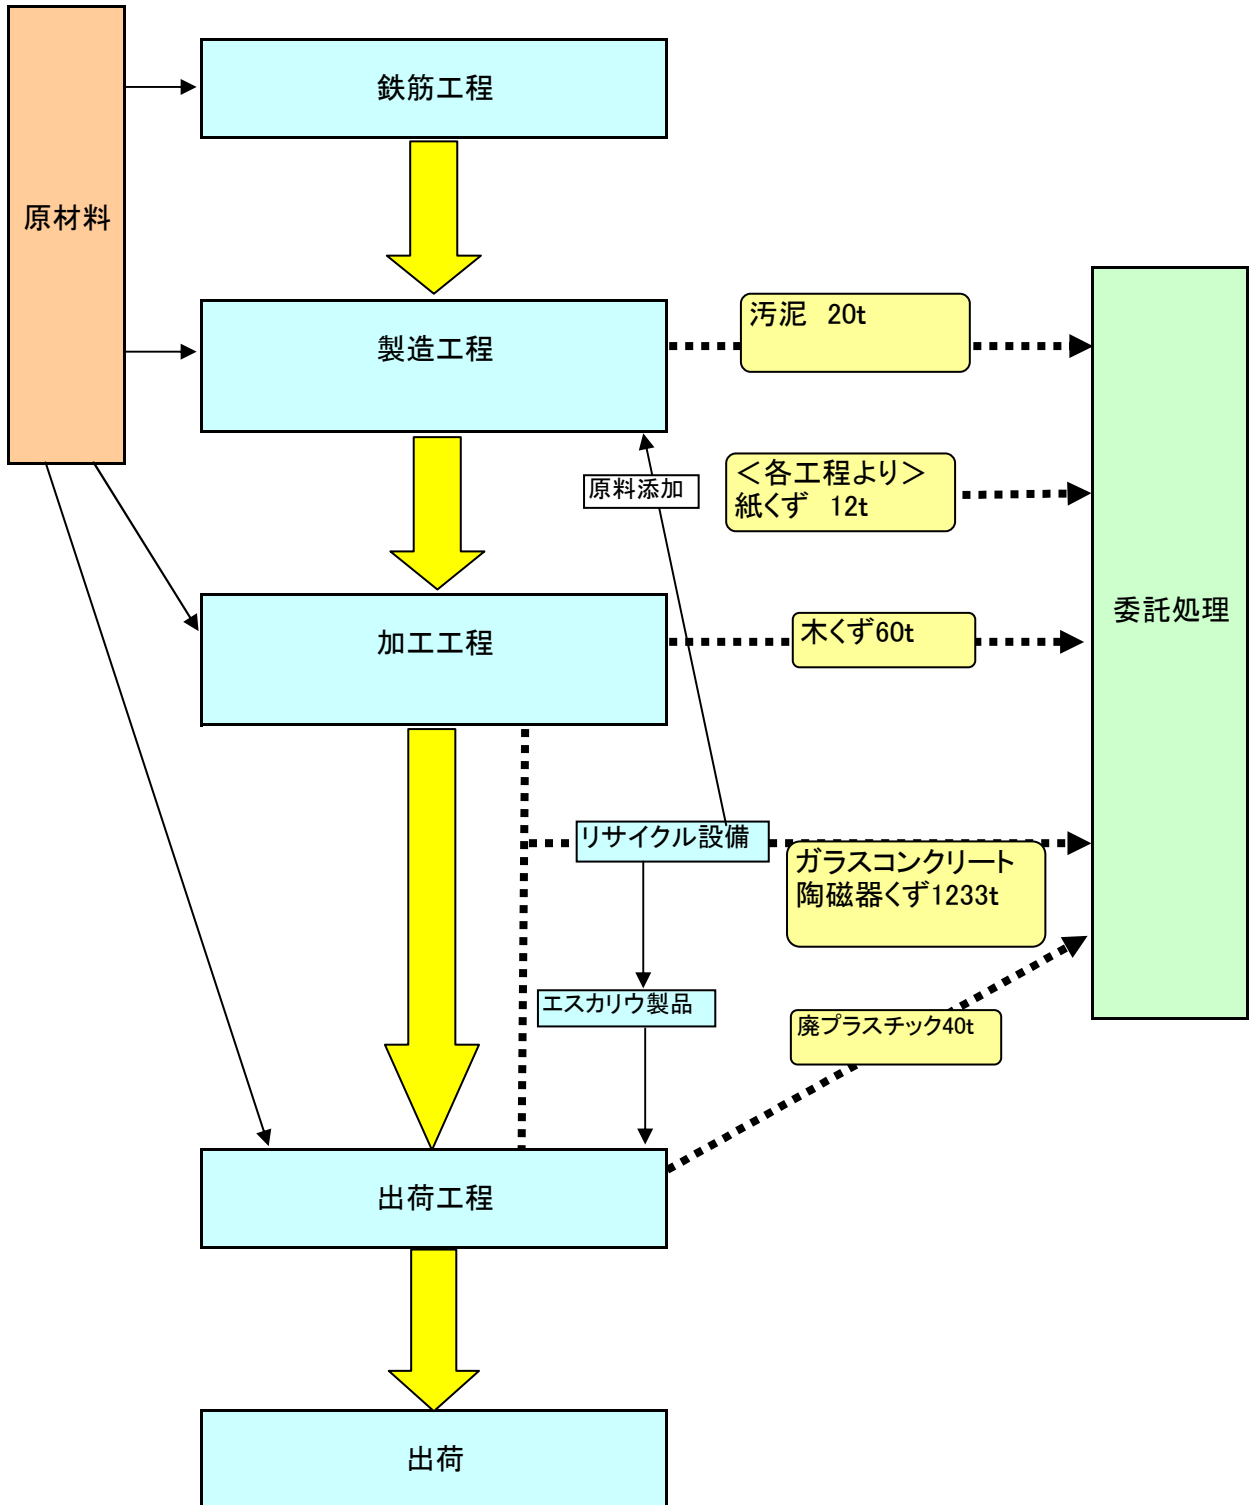 鉄筋工程
原材料
製造工程
汚泥　20t
原料添加
＜各工程より＞
紙くず　12t
委託処理
加工工程
木くず60t
リサイクル設備
ガラスコンクリート
陶磁器くず1233t
エスカリウ製品
廃プラスチック40t
出荷工程
出荷